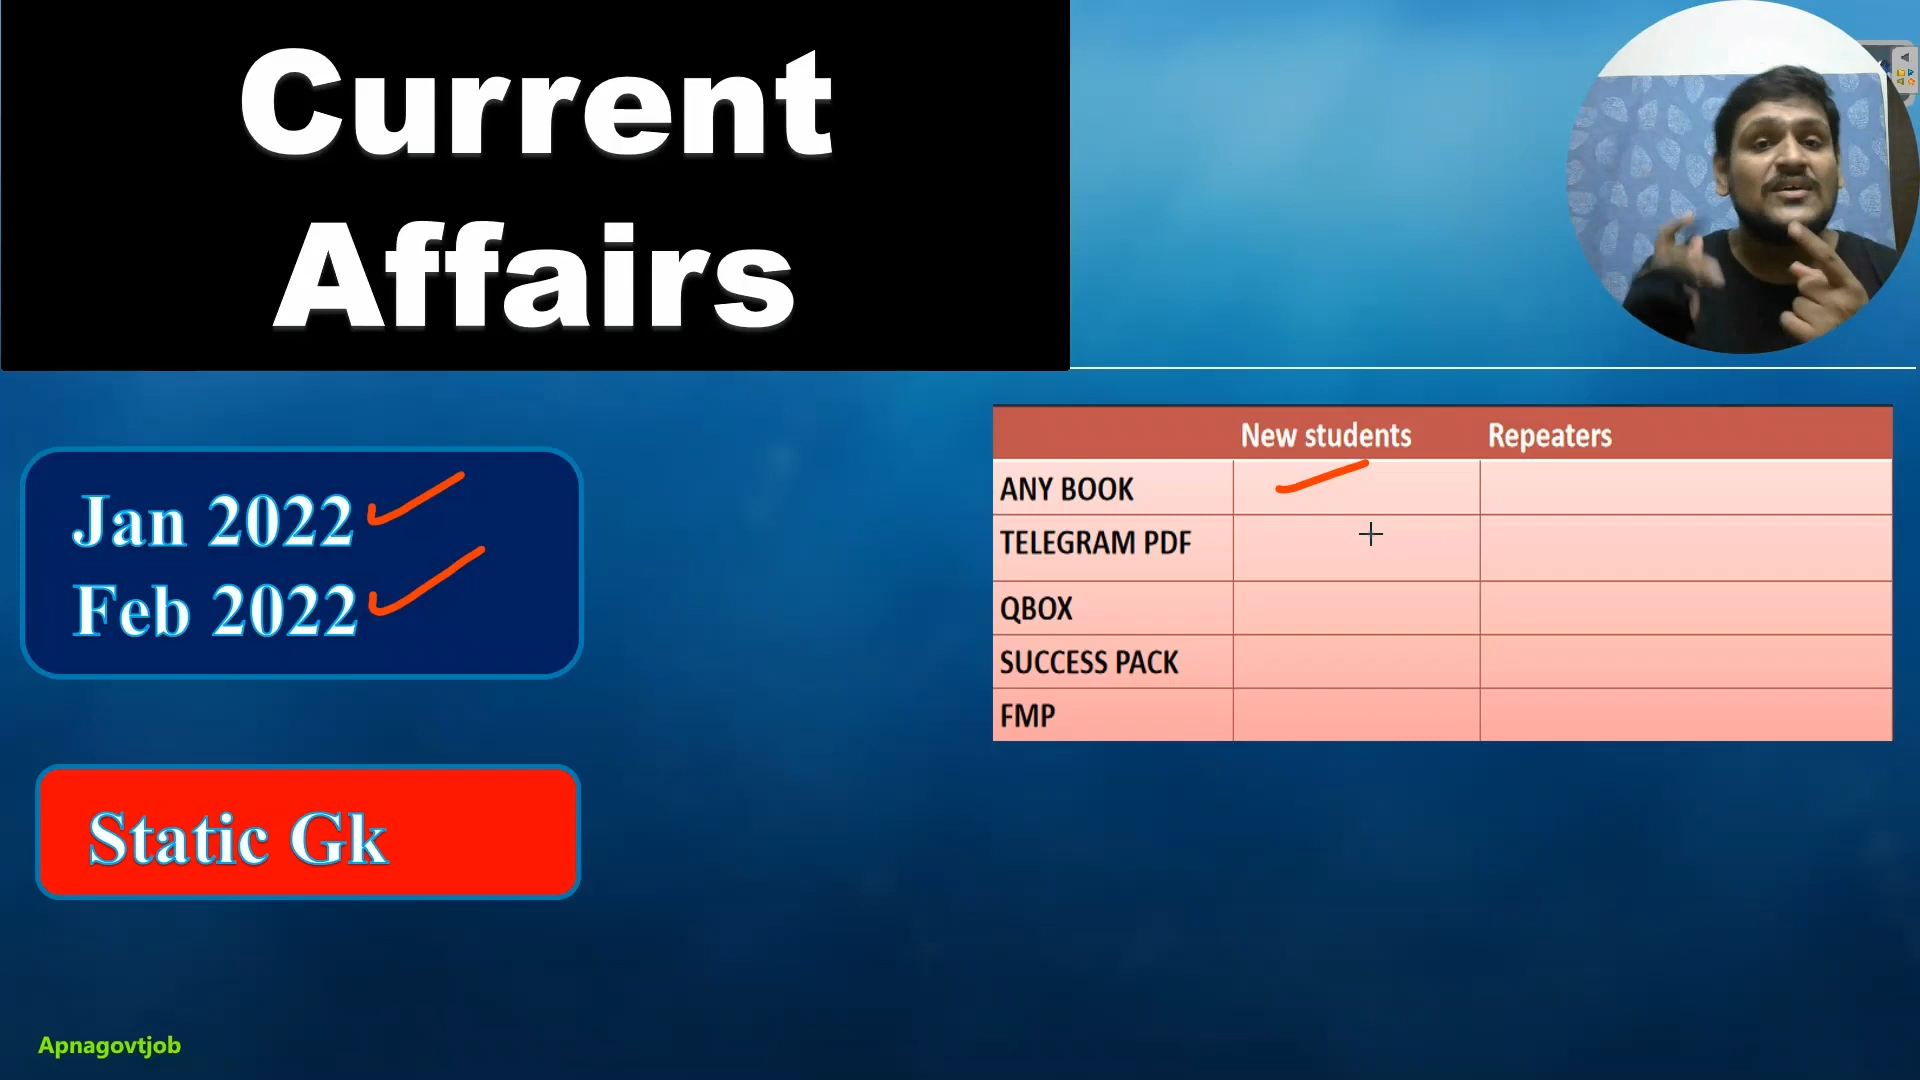 Current
Affairs
Jan 2022
Feb 2022
Static Gk
New students Repeaters
ANY BOOK
TELEGRAM PDF
QBOX
SUCCESS PACK
FMP
Apnagovtjob